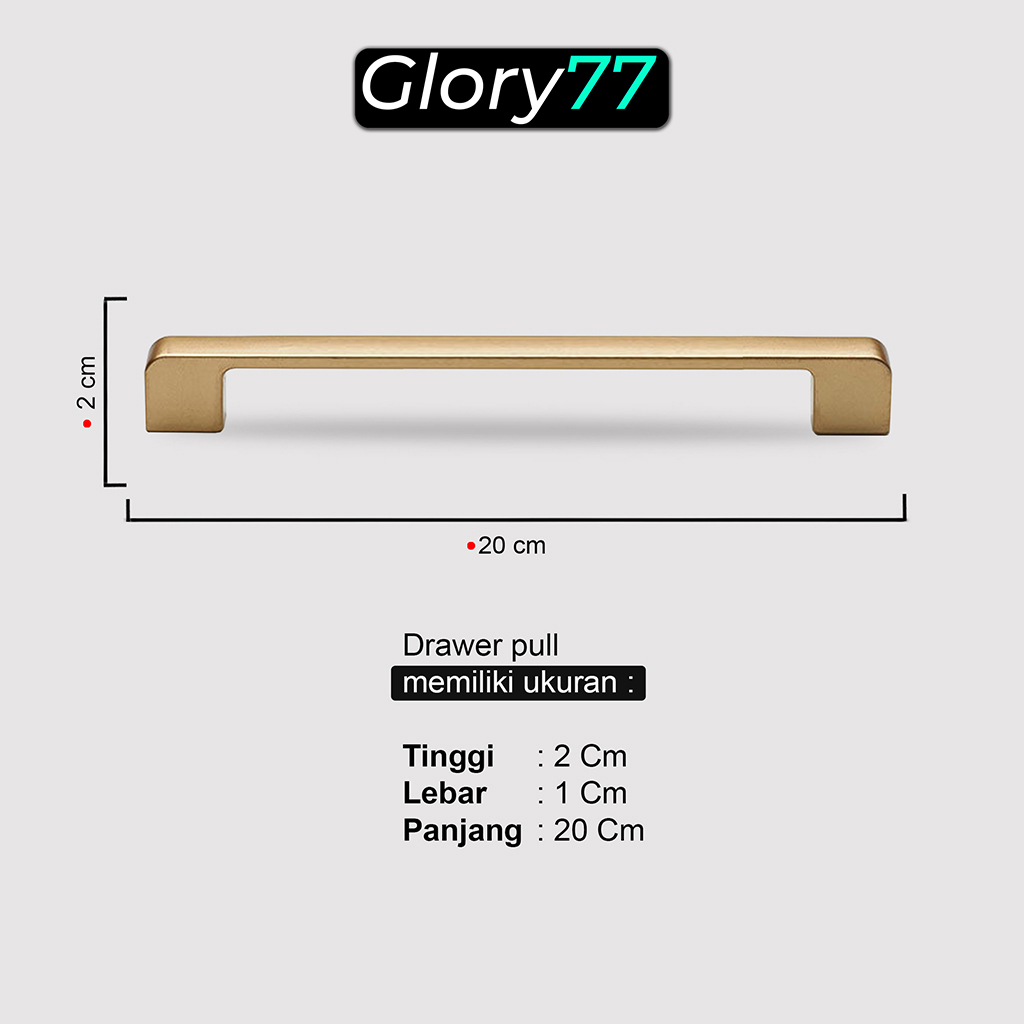 Glory77
2 cm
20 cm
Drawer pull
memiliki ukuran :
Tinggi : 2 Cm
Lebar : 1 Cm
Panjang : 20 Cm